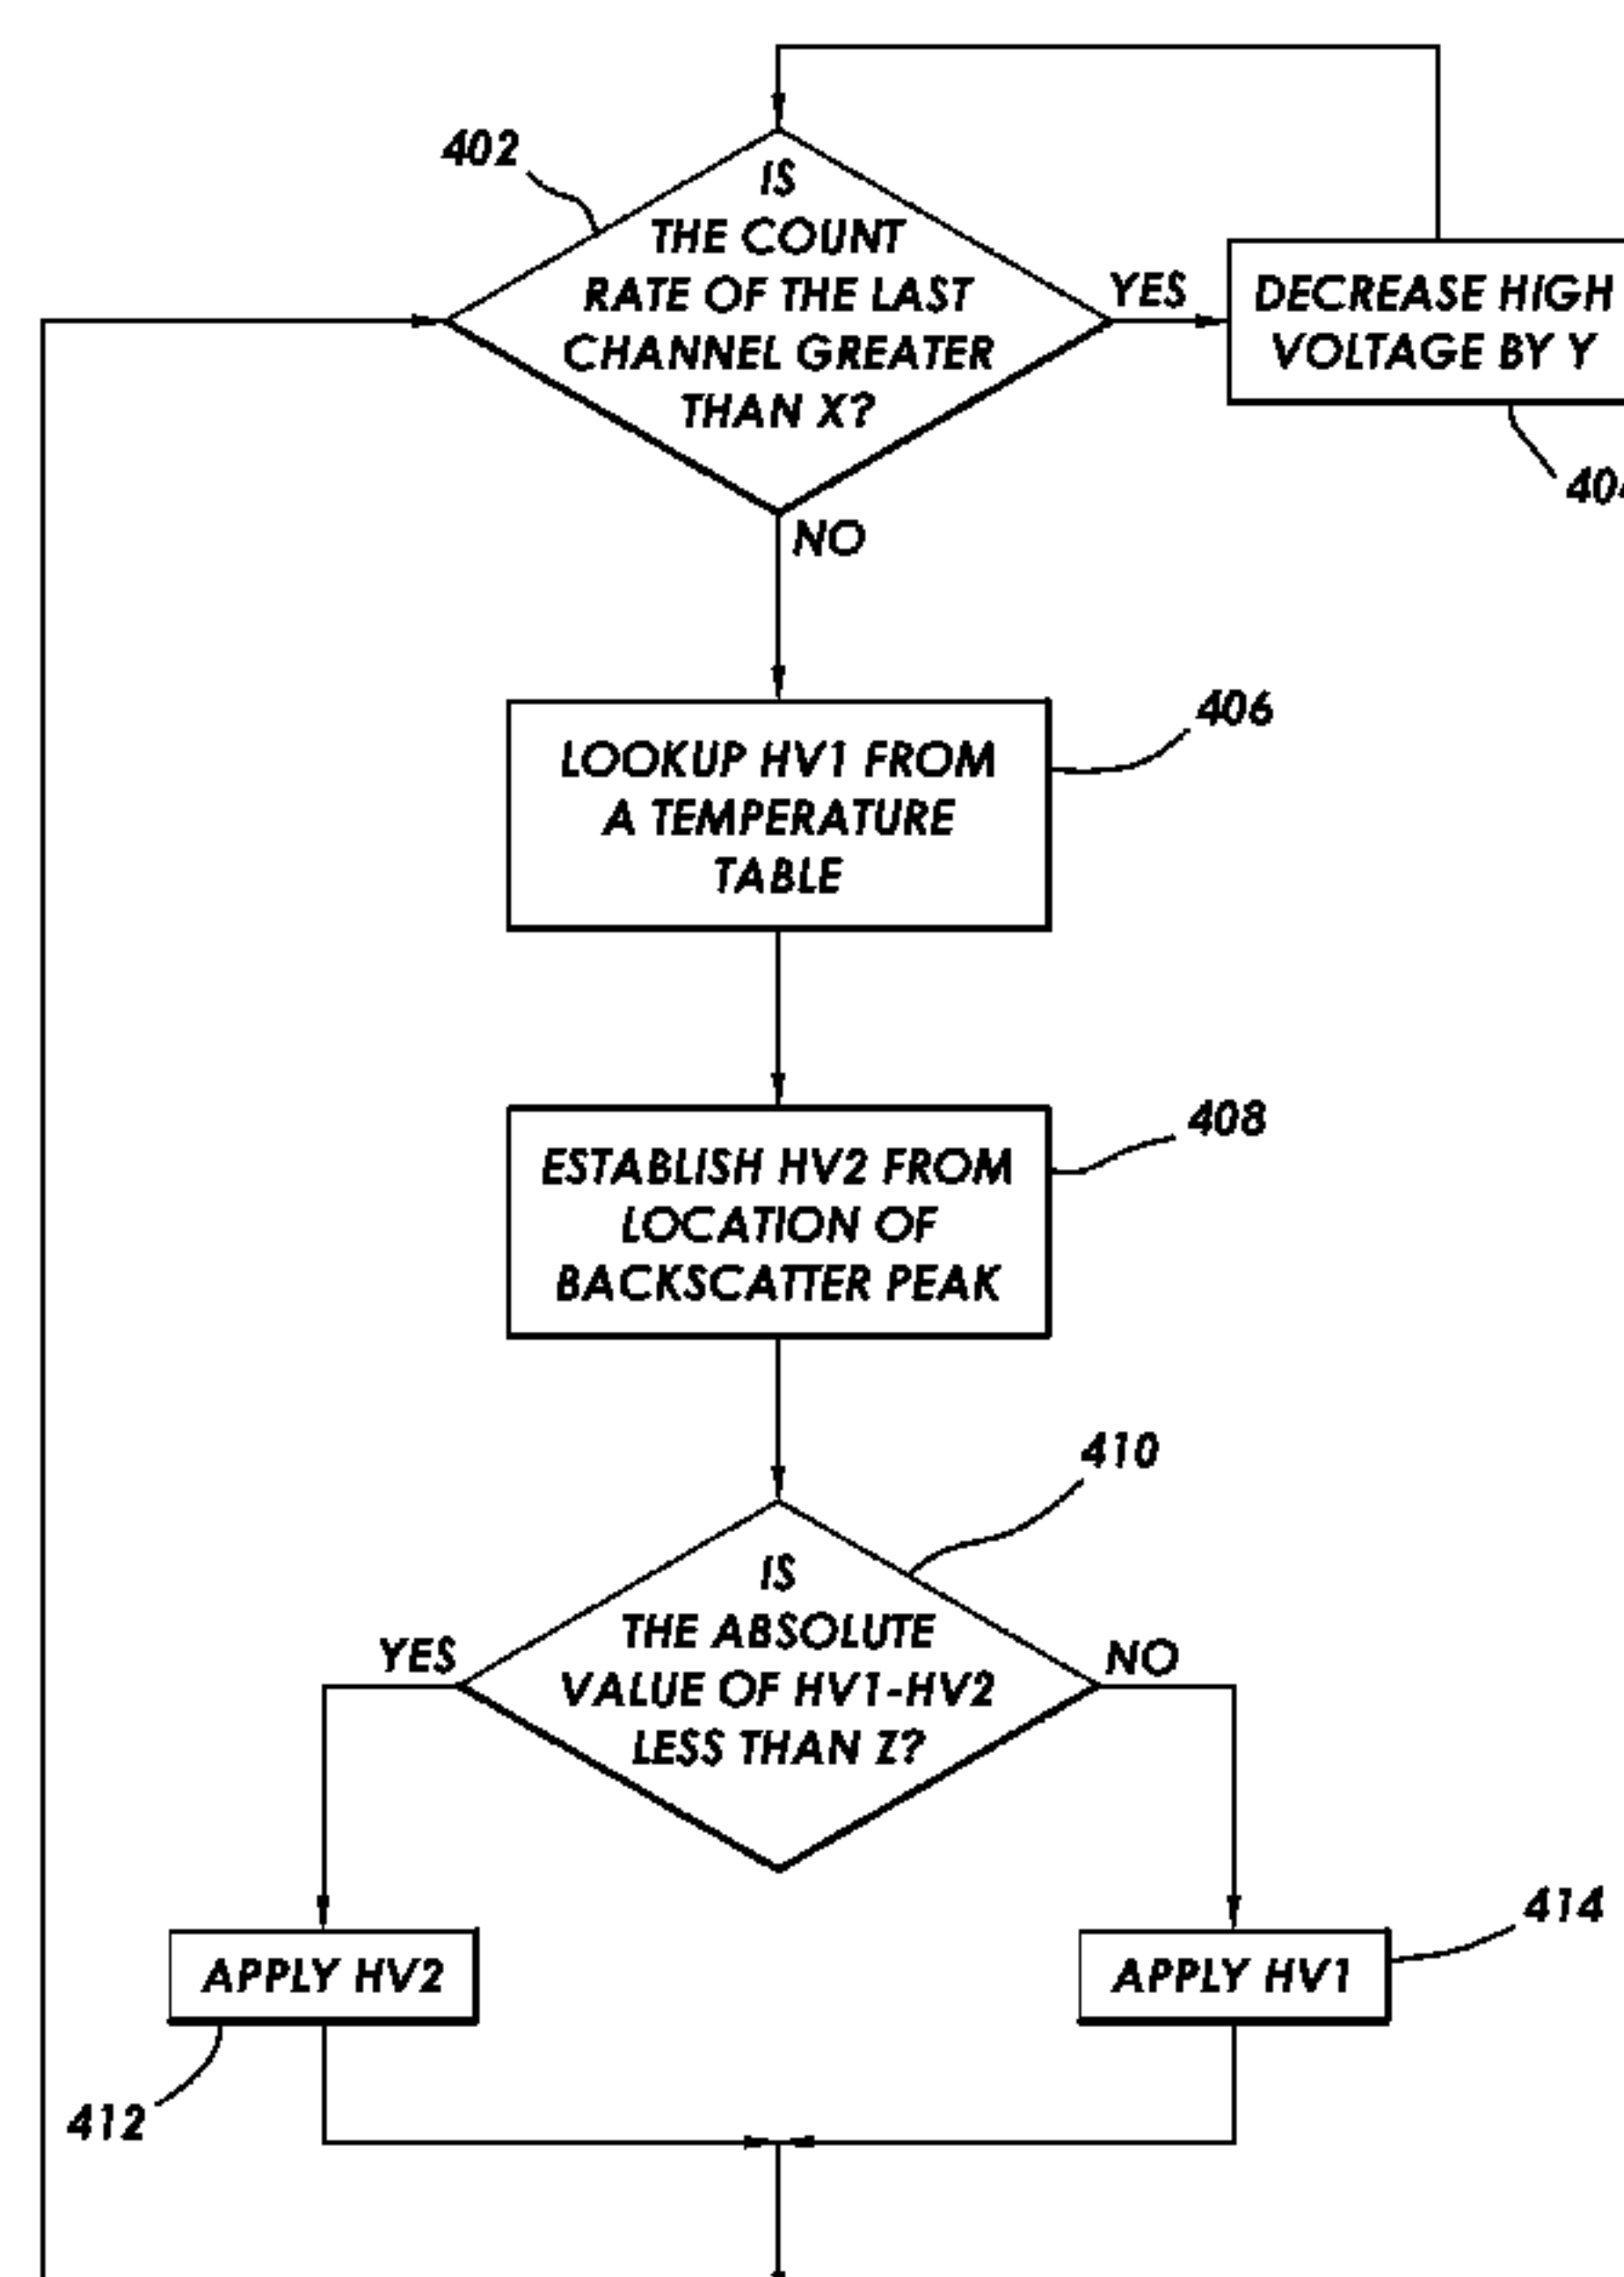 402
IS
THE COUNT
RATE OF THE LAST
CHANNEL GREATER
THAN X?
YES
DECREASE HIGH
VOLTAGE BY Y
NO
LOOKUP HV1 FROM
A TEMPERATURE
TABLE
406
ESTABLISH HV2 FROM
LOCATION OF
BACKSCATTER PEAK
408
410
IS
THE ABSOLUTE
VALUE OF HV1-HV2
LESS THAN Z?
YES
NO
APPLY HV2
412
APPLY HV1
414